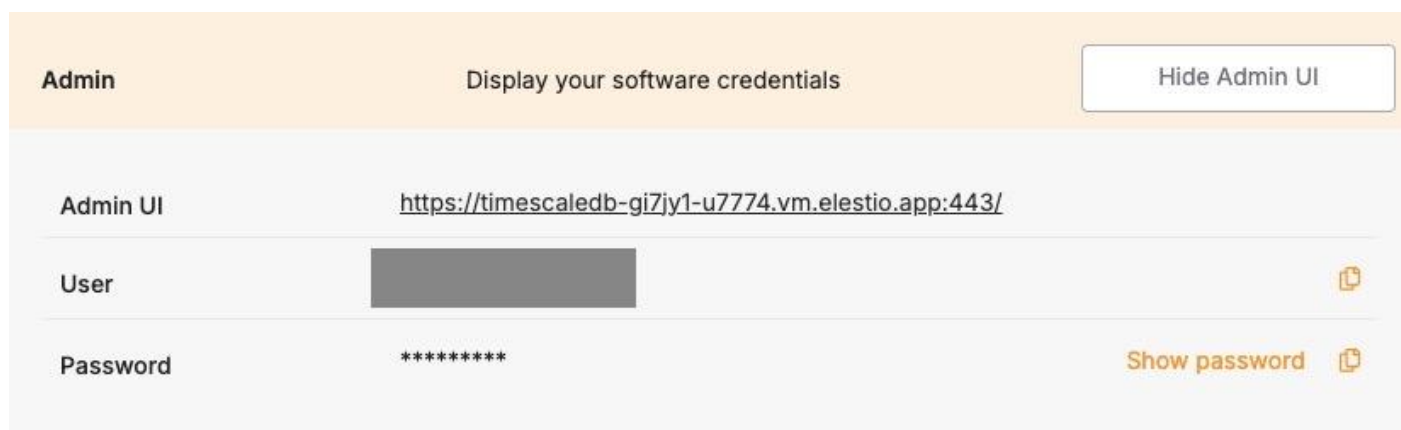 Admin Display your software credentials Hide Admin UI
Admin UI https://timescaledb-gi7jy1-u7774.vm.elestio.app:443/
User
Password ********* Show password